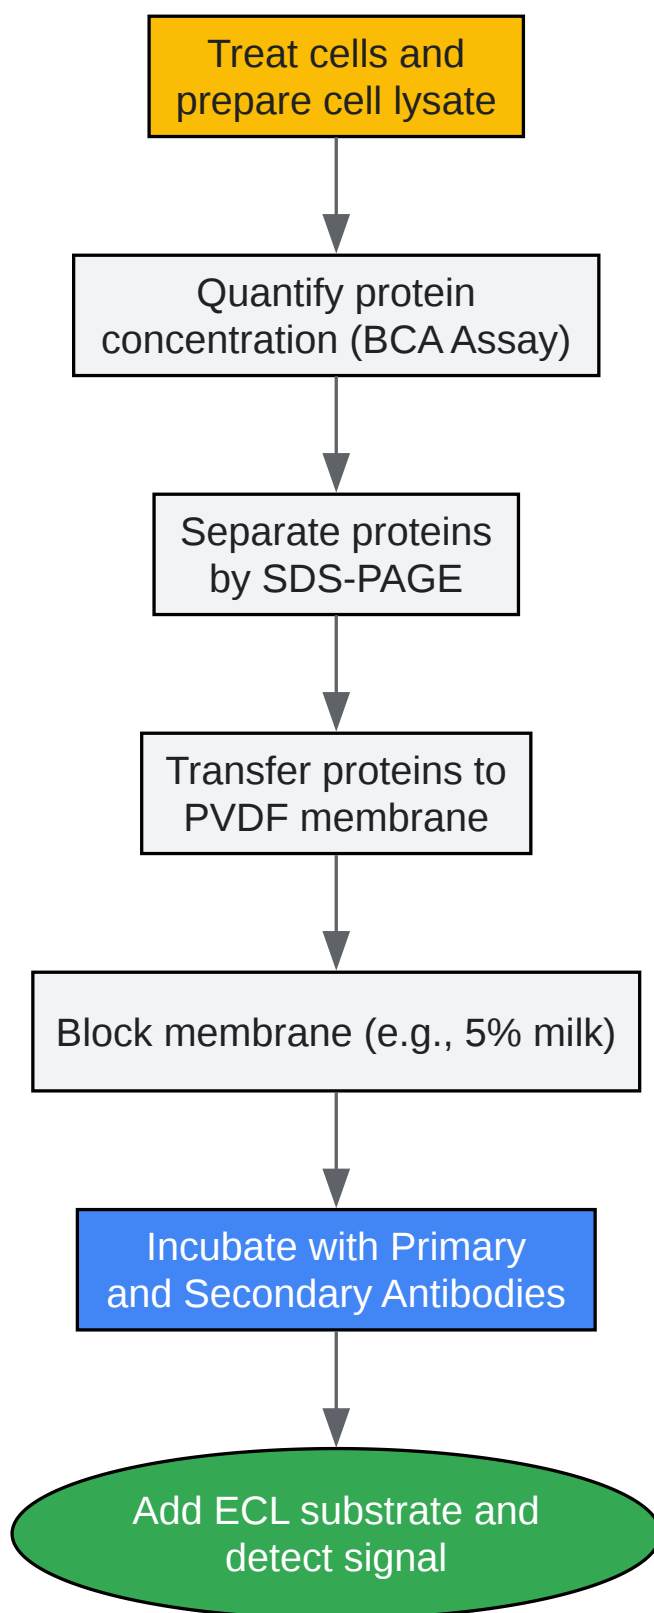 Treat cells and
prepare cell lysate
Quantify protein
concentration (BCA Assay)
Separate proteins
by SDS-PAGE
Transfer proteins to
PVDF membrane
Block membrane (e.g., 5% milk)
Incubate with Primary
and Secondary Antibodies
Add ECL substrate and
detect signal